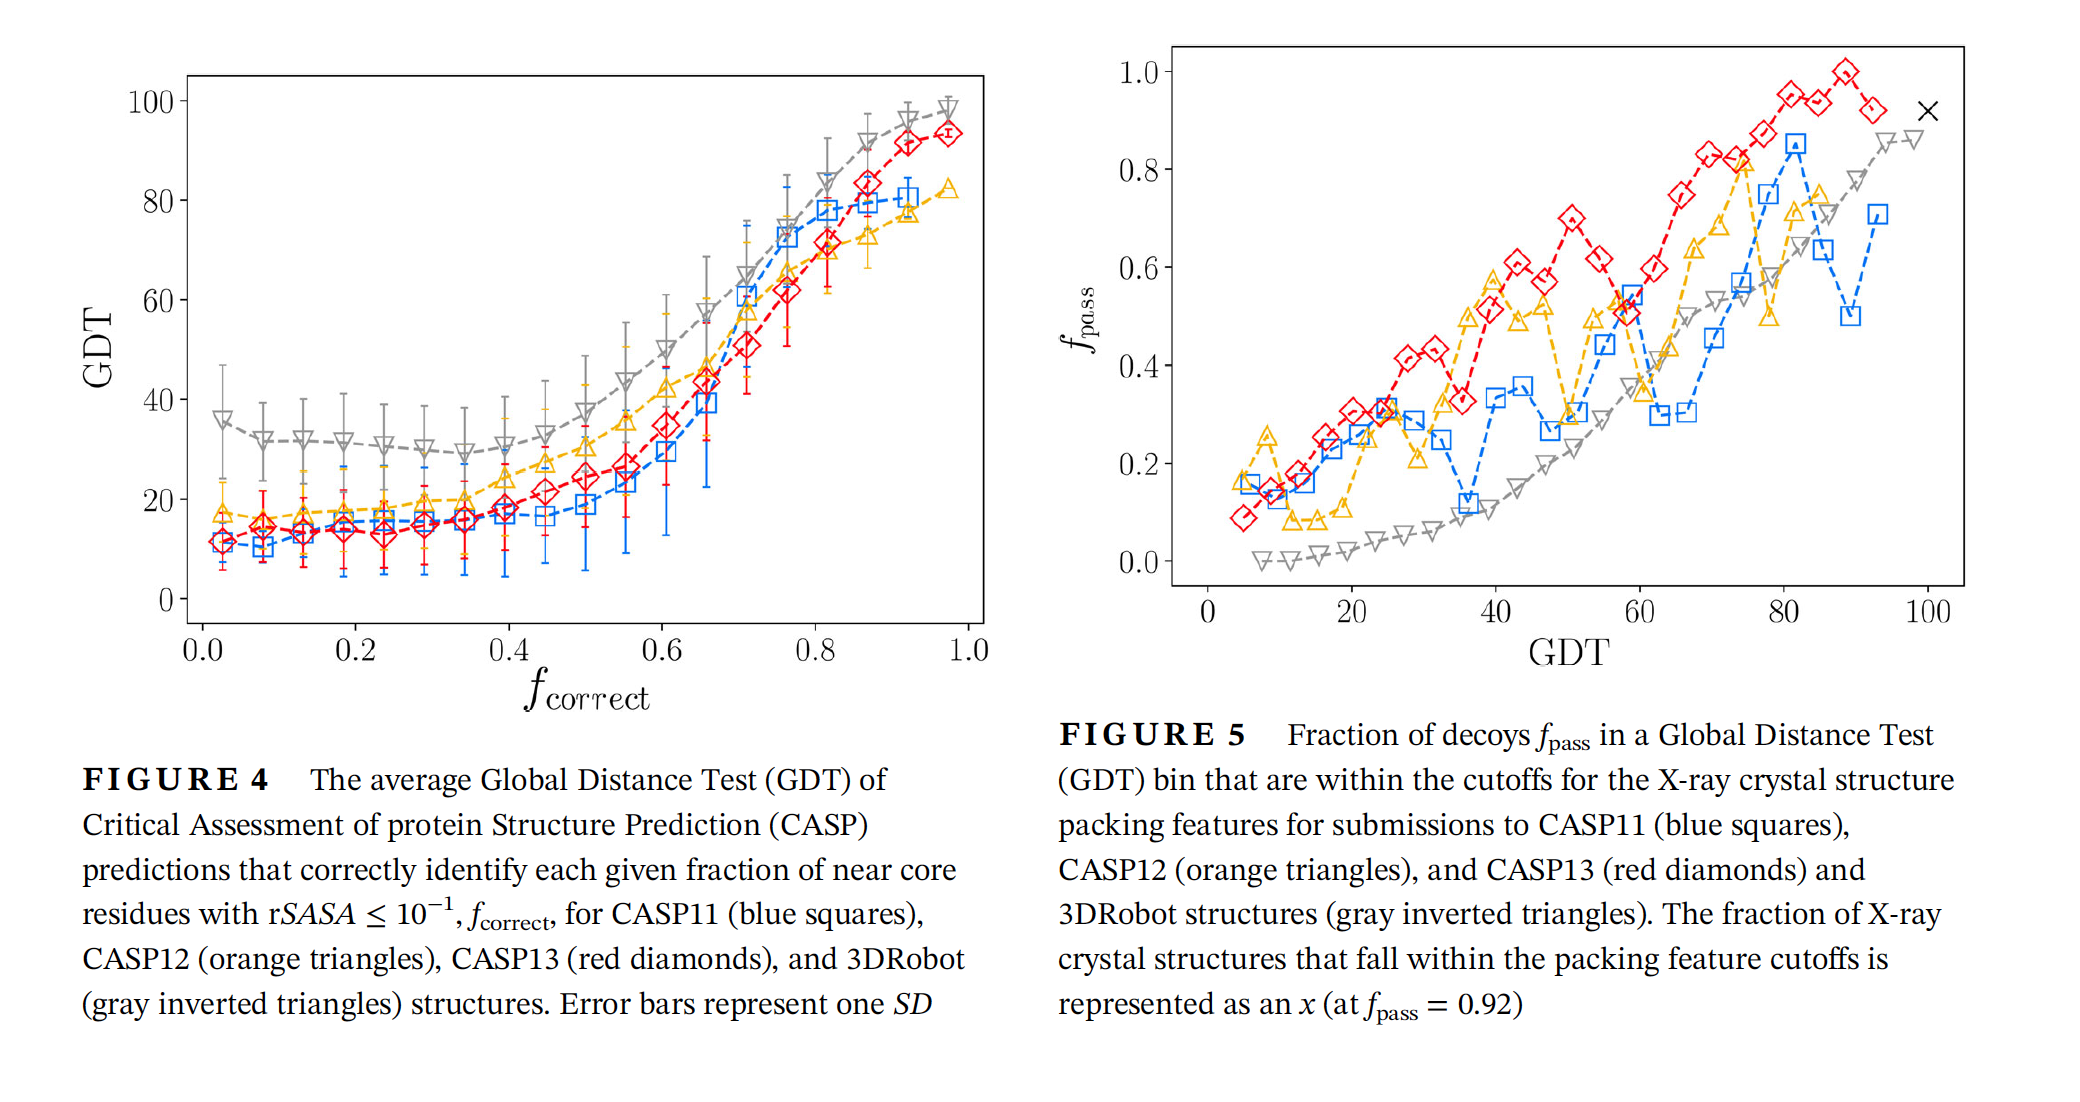 100
80
60
40
20
0
GDT
0.0 0.2 0.4 0.6 0.8 1.0
fcorrect
FIGURE 4 The average Global Distance Test (GDT) of
Critical Assessment of protein Structure Prediction (CASP)
predictions that correctly identify each given fraction of near core
residues with rSASA ≤ 10⁻¹, fcorrect, for CASP11 (blue squares),
CASP12 (orange triangles), CASP13 (red diamonds), and 3DRobot
(gray inverted triangles) structures. Error bars represent one SD
1.0
0.8
0.6
0.4
0.2
0.0
fpass
0 20 40 60 80 100
GDT
FIGURE 5 Fraction of decoys fpass in a Global Distance Test
(GDT) bin that are within the cutoffs for the X-ray crystal structure
packing features for submissions to CASP11 (blue squares),
CASP12 (orange triangles), and CASP13 (red diamonds) and
3DRobot structures (gray inverted triangles). The fraction of X-ray
crystal structures that fall within the packing feature cutoffs is
represented as an x (at fpass = 0.92)